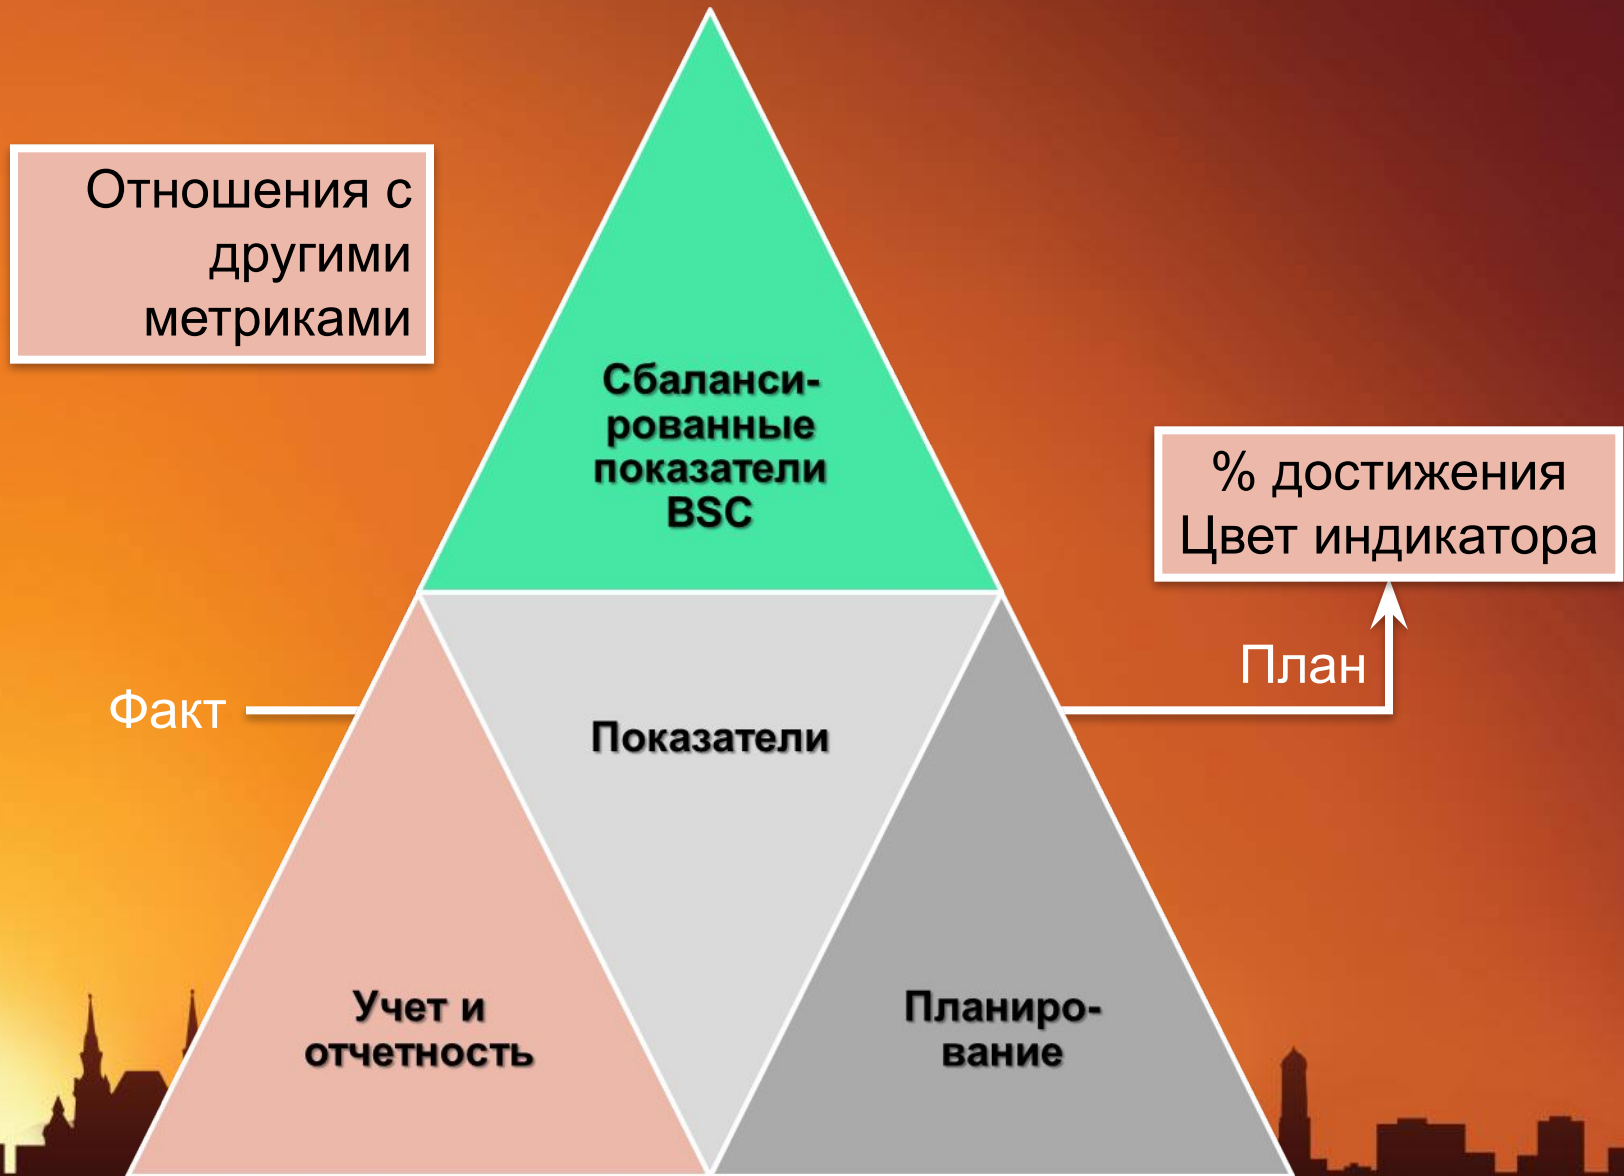 Отношения с
другими
метриками
Сбаланси-
рованные
показатели
BSC
% достижения
Цвет индикатора
План
Факт
Показатели
Учет и
отчетность
Планиро-
вание